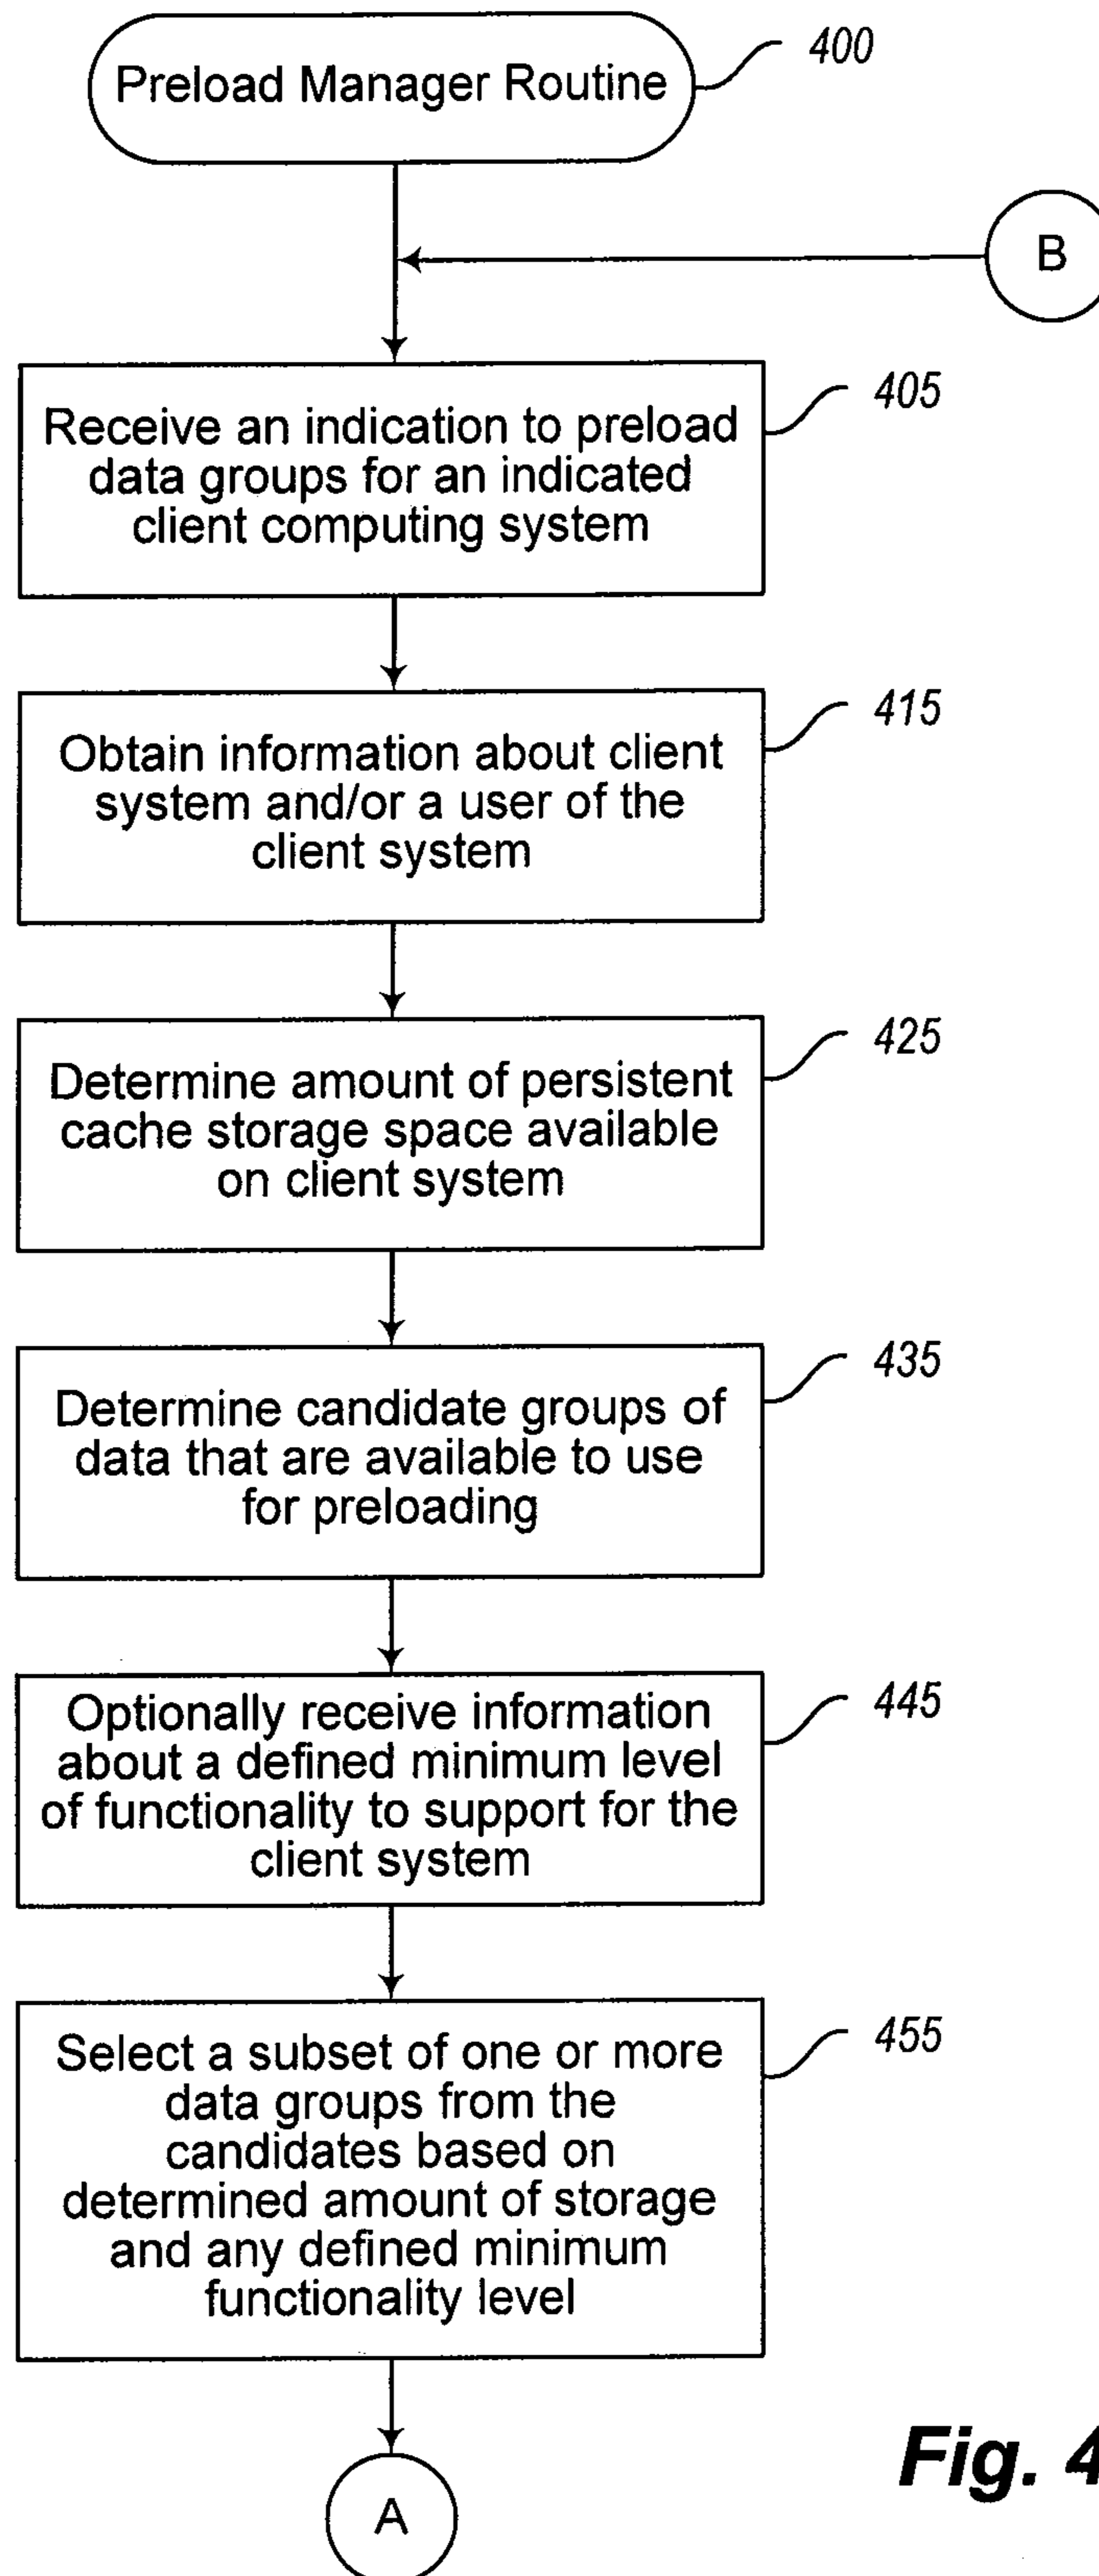 Preload Manager Routine
400
B
405
Receive an indication to preload
data groups for an indicated
client computing system
415
Obtain information about client
system and/or a user of the
client system
425
Determine amount of persistent
cache storage space available
on client system
435
Determine candidate groups of
data that are available to use
for preloading
445
Optionally receive information
about a defined minimum level
of functionality to support for the
client system
455
Select a subset of one or more
data groups from the
candidates based on
determined amount of storage
and any defined minimum
functionality level
A
Fig. 4